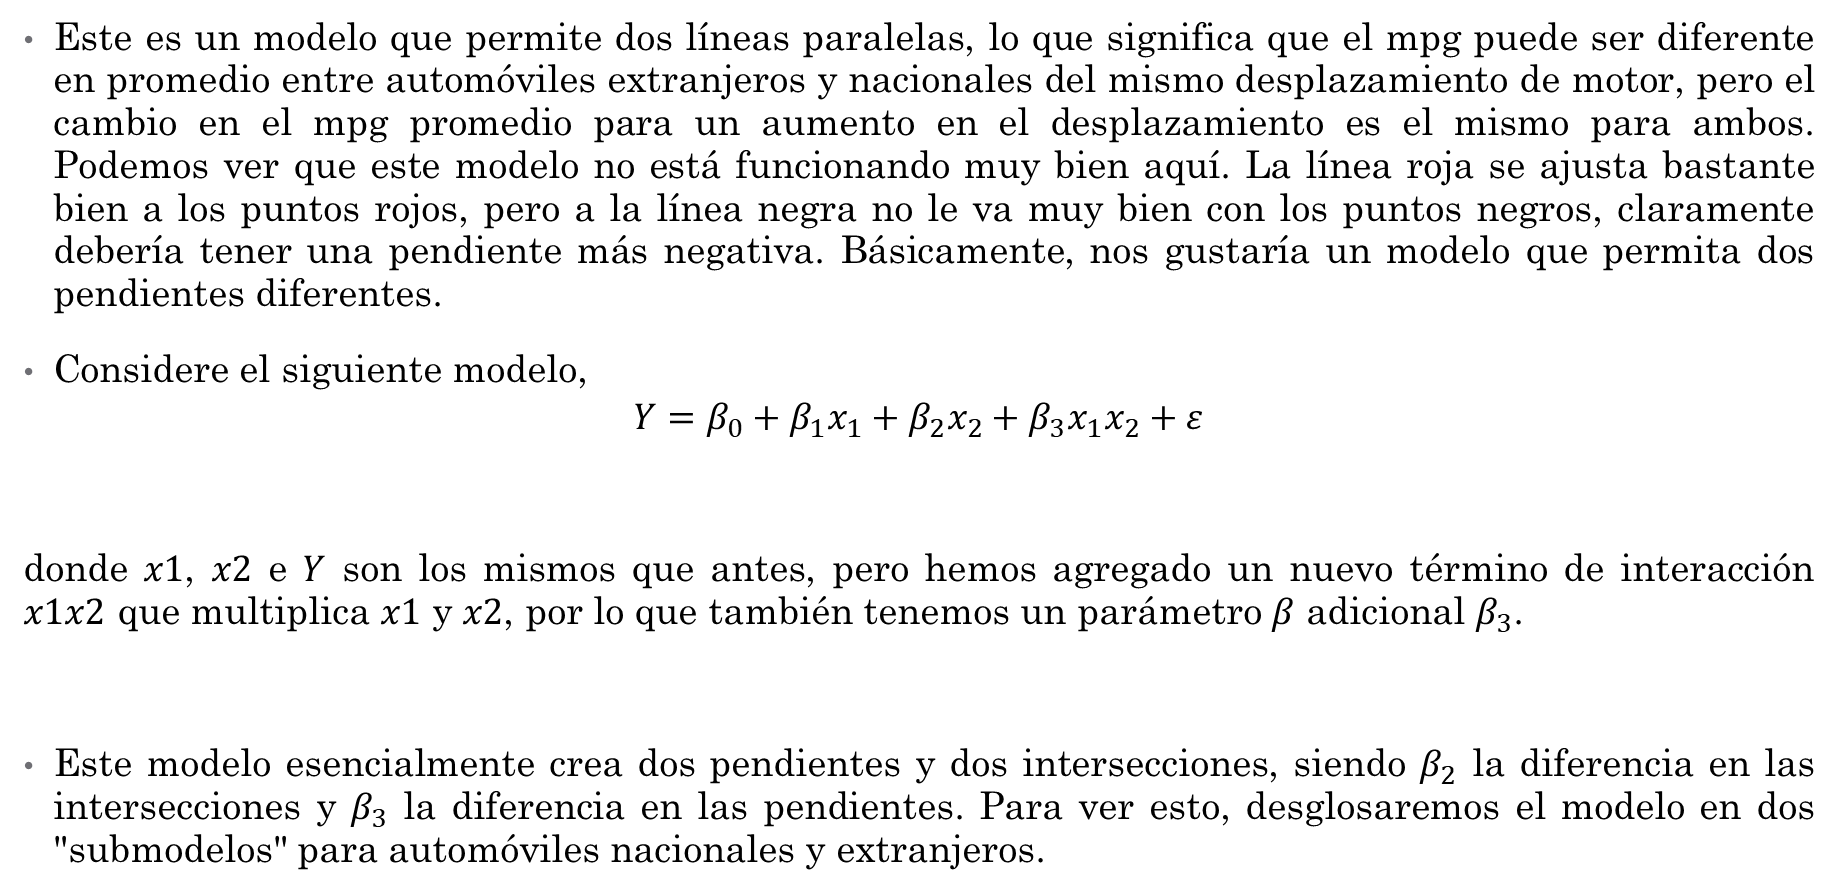 • Este es un modelo que permite dos líneas paralelas, lo que significa que el mpg puede ser diferente
en promedio entre automóviles extranjeros y nacionales del mismo desplazamiento de motor, pero el
cambio en el mpg promedio para un aumento en el desplazamiento es el mismo para ambos.
Podemos ver que este modelo no está funcionando muy bien aquí. La línea roja se ajusta bastante
bien a los puntos rojos, pero a la línea negra no le va muy bien con los puntos negros, claramente
debería tener una pendiente más negativa. Básicamente, nos gustaría un modelo que permita dos
pendientes diferentes.
• Considere el siguiente modelo,
Y = β₀ + β₁x₁ + β₂x₂ + β₃x₁x₂ + ε
donde x1, x2 e Y son los mismos que antes, pero hemos agregado un nuevo término de interacción
x1x2 que multiplica x1 y x2, por lo que también tenemos un parámetro β adicional β₃.
• Este modelo esencialmente crea dos pendientes y dos intersecciones, siendo β₂ la diferencia en las
intersecciones y β₃ la diferencia en las pendientes. Para ver esto, desglosaremos el modelo en dos
"submodelos" para automóviles nacionales y extranjeros.